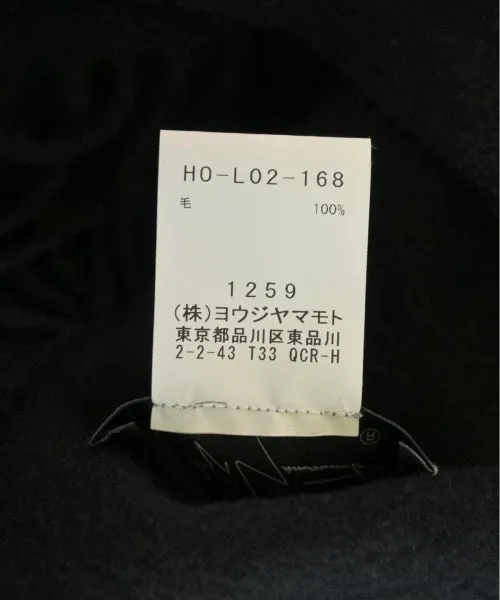 HO-L02-168
毛 100%
1259
(株)ヨウジヤマモト
東京都品川区東品川
2-2-43 T33 QCR-H
®